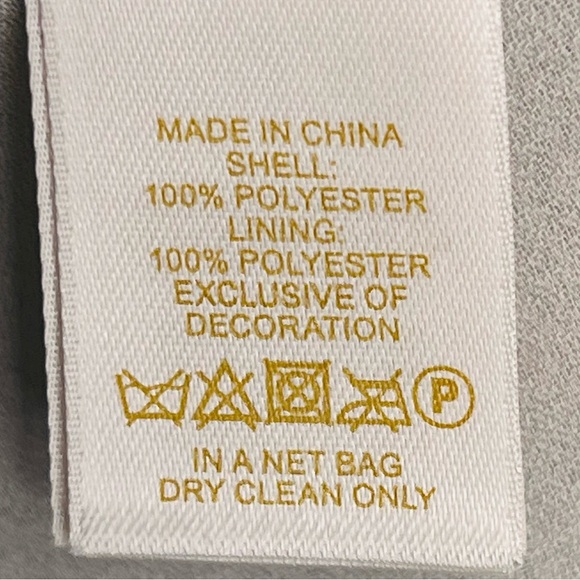 MADE IN CHINA
SHELL:
100% POLYESTER
LINING:
100% POLYESTER
EXCLUSIVE OF
DECORATION
P
IN A NET BAG
DRY CLEAN ONLY